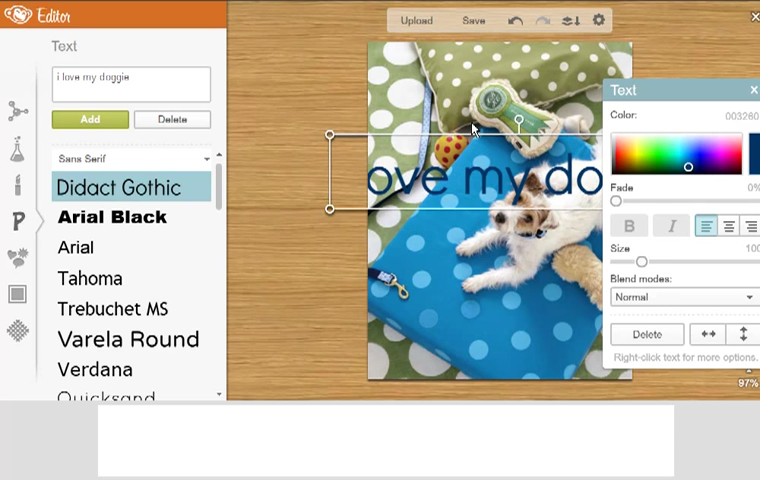 Editor
Upload
Save
Text
i love my doggie
Add
Delete
Sans Serif
Didact Gothic
Arial Black
Arial
Tahoma
Trebuchet MS
Varela Round
Verdana
Quicksand
ove my do
Text
Color:
003260
Fade
0%
B
I
Size
100
Blend modes:
Normal
Delete
Right-click text for more options.
97%